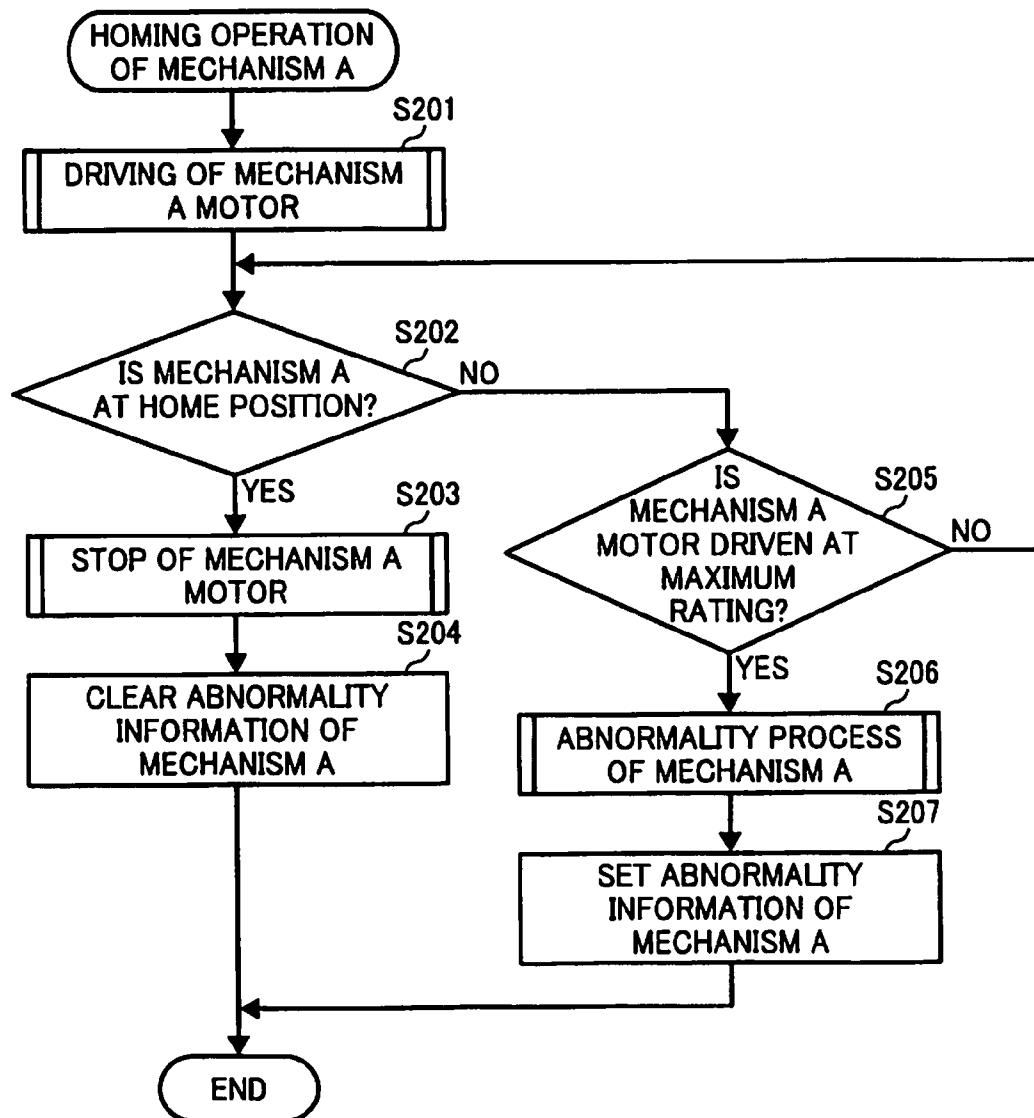 HOMING OPERATION
OF MECHANISM A
S201
DRIVING OF MECHANISM
A MOTOR
S202
IS MECHANISM A
AT HOME POSITION?
NO
YES
S203
STOP OF MECHANISM A
MOTOR
S204
CLEAR ABNORMALITY
INFORMATION OF
MECHANISM A
S205
IS
MECHANISM A
MOTOR DRIVEN AT
MAXIMUM
RATING?
NO
YES
S206
ABNORMALITY PROCESS
OF MECHANISM A
S207
SET ABNORMALITY
INFORMATION OF
MECHANISM A
END